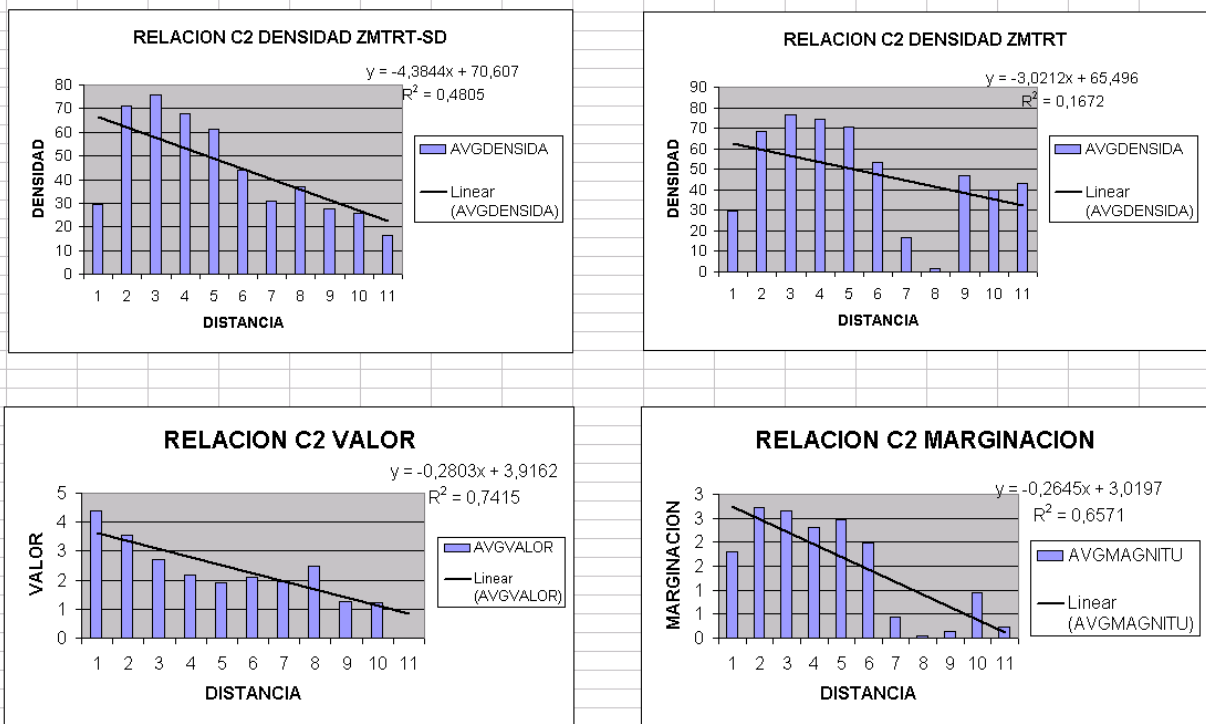 RELACION C2 DENSIDAD ZMTRT-SD
y = -4,3844x + 70,607
R² = 0,4805
80
70
60
50
40
30
20
10
0
DENSIDAD
1 2 3 4 5 6 7 8 9 10 11
DISTANCIA
AVGDENSIDA
Linear
(AVGDENSIDA)
RELACION C2 DENSIDAD ZMTRT
y = -3,0212x + 65,496
R² = 0,1672
90
80
70
60
50
40
30
20
10
0
DENSIDAD
1 2 3 4 5 6 7 8 9 10 11
DISTANCIA
AVGDENSIDA
Linear
(AVGDENSIDA)
RELACION C2 VALOR
y = -0,2803x + 3,9162
R² = 0,7415
5
4
3
2
1
0
VALOR
1 2 3 4 5 6 7 8 9 10 11
DISTANCIA
AVGVALOR
Linear
(AVGVALOR)
RELACION C2 MARGINACION
y = -0,2645x + 3,0197
R² = 0,6571
3
3
2
2
1
1
0
MARGINACION
1 2 3 4 5 6 7 8 9 10 11
DISTANCIA
AVGMAGNITU
Linear
(AVGMAGNITU)